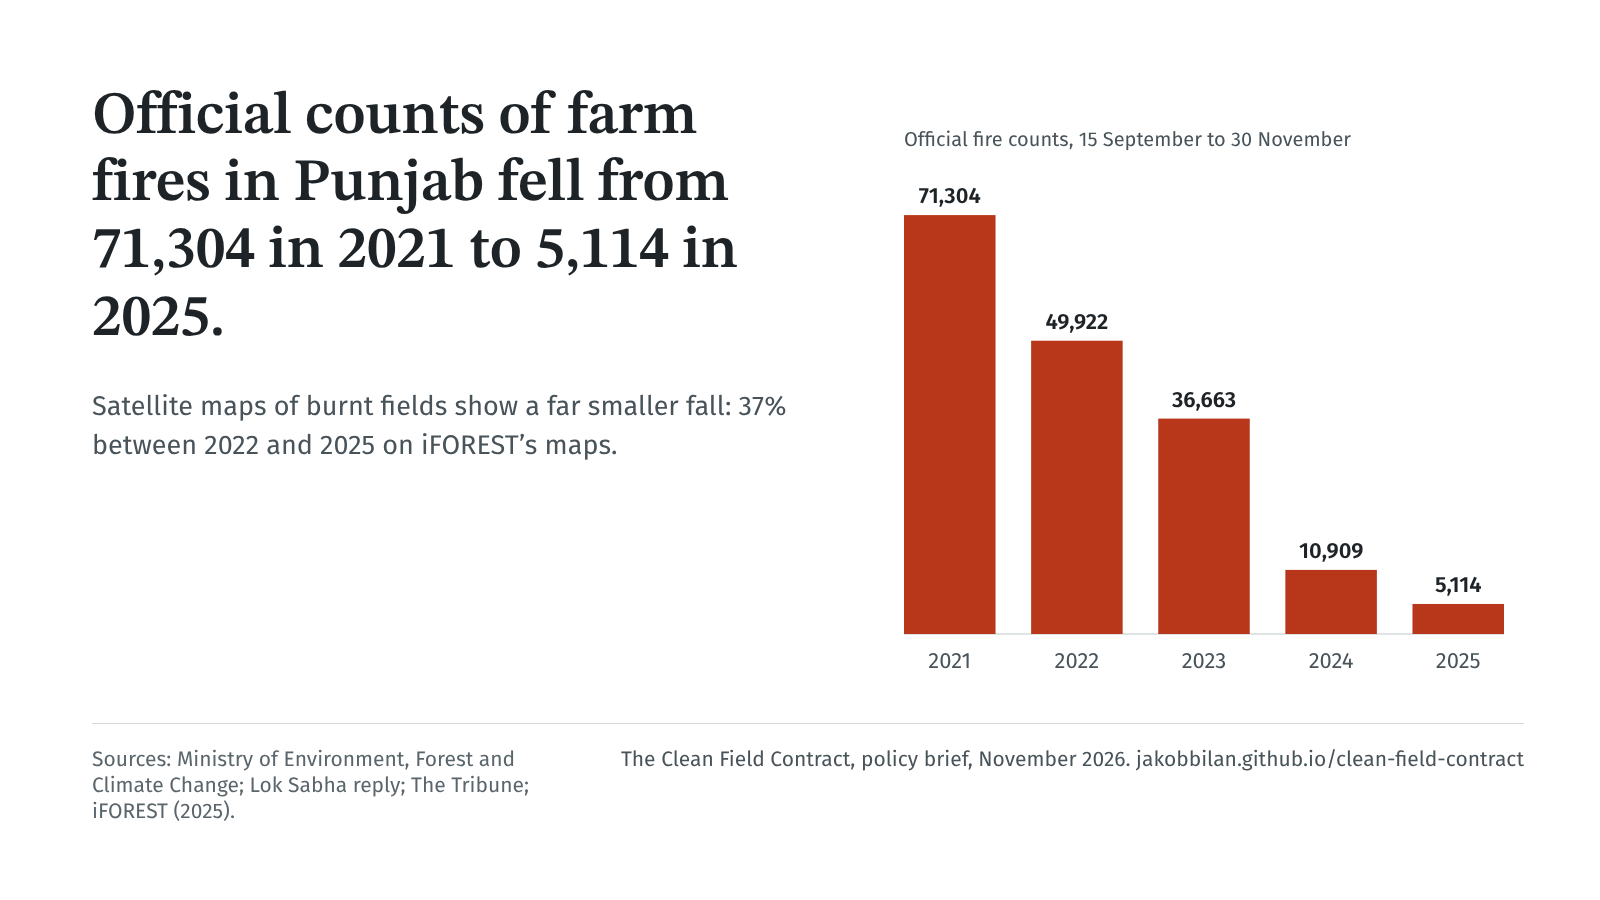 Official counts of farm
fires in Punjab fell from
71,304 in 2021 to 5,114 in
2025.
Satellite maps of burnt fields show a far smaller fall: 37%
between 2022 and 2025 on iFOREST’s maps.
Official fire counts, 15 September to 30 November
71,304
49,922
36,663
10,909
5,114
2021 2022 2023 2024 2025
Sources: Ministry of Environment, Forest and
Climate Change; Lok Sabha reply; The Tribune;
iFOREST (2025).
The Clean Field Contract, policy brief, November 2026. jakobbilan.github.io/clean-field-contract